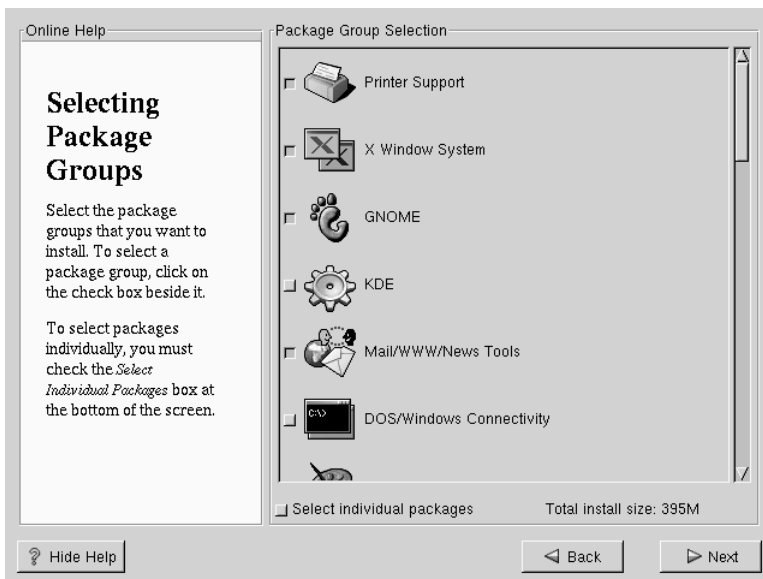 Online Help
Selecting
Package
Groups
Select the package
groups that you want to
install. To select a
package group, click on
the check box beside it.
To select packages
individually, you must
check the Select
Individual Packages box at
the bottom of the screen.
Package Group Selection
Printer Support
X Window System
GNOME
KDE
Mail/WWW/News Tools
C:\>
DOS/Windows Connectivity
Select individual packages
Total install size: 395M
Hide Help
Back
Next